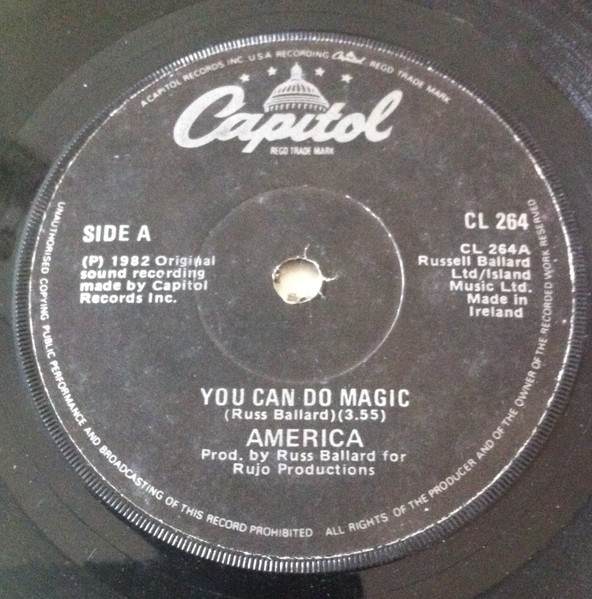 A CAPITOL RECORDS INC. U.S.A RECORDING Capitol REGD TRADE MARK
Capitol
REGD TRADE MARK
SIDE A
(P) 1982 Original
sound recording
made by Capitol
Records Inc.
CL 264
CL 264A
Russell Ballard
Ltd/Island
Music Ltd.
Made in
Ireland
YOU CAN DO MAGIC
(Russ Ballard)(3.55)
AMERICA
Prod. by Russ Ballard for
Rujo Productions
UNAUTHORISED COPYING PUBLIC PERFORMANCE AND BROADCASTING OF THIS RECORD PROHIBITED ALL RIGHTS OF THE PRODUCER AND OF THE OWNER OF THE RECORDED WORK RESERVED